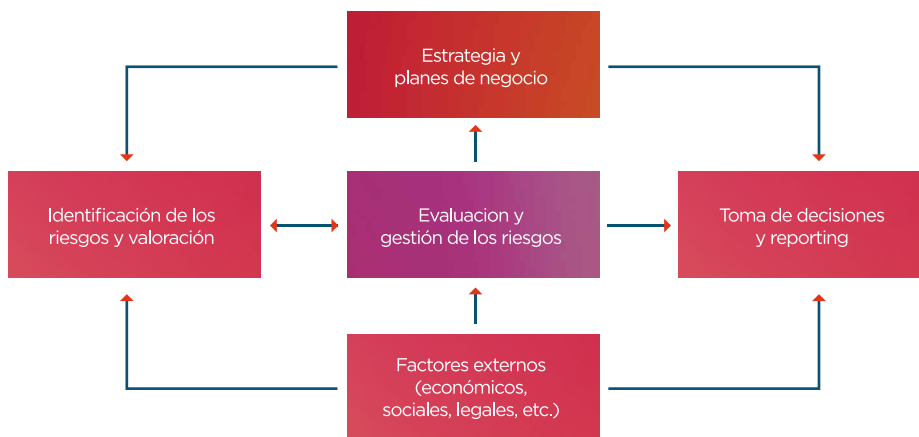 Estrategia y
planes de negocio
Identificación de los
riesgos y valoración
Evaluacion y
gestión de los riesgos
Toma de decisiones
y reporting
Factores externos
(económicos,
sociales, legales, etc.)